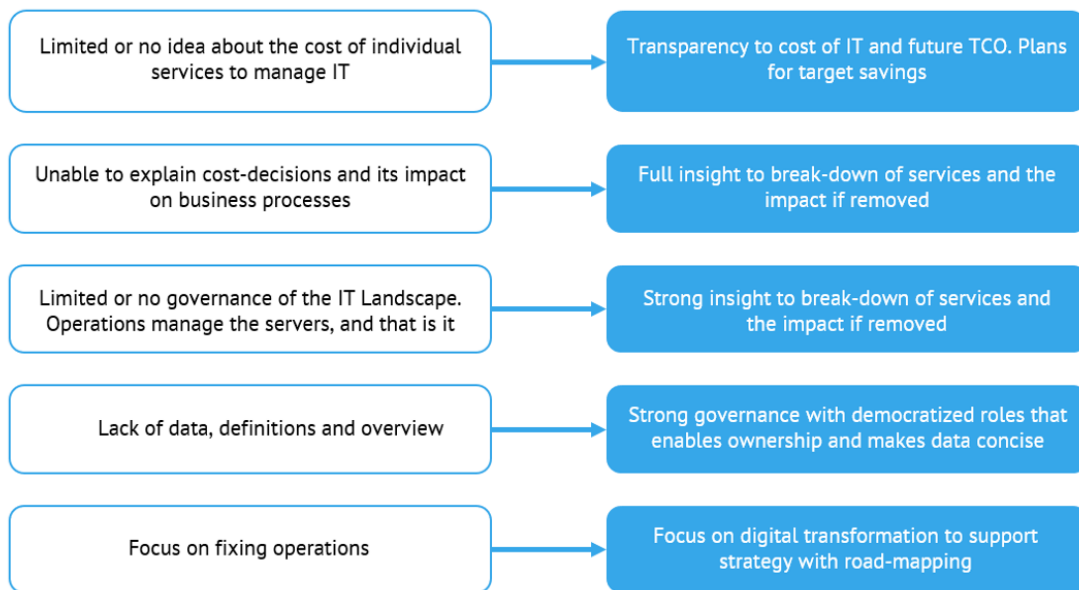 Limited or no idea about the cost of individual
services to manage IT
Transparency to cost of IT and future TCO. Plans
for target savings
Unable to explain cost-decisions and its impact
on business processes
Full insight to break-down of services and the
impact if removed
Limited or no governance of the IT Landscape.
Operations manage the servers, and that is it
Strong insight to break-down of services and
the impact if removed
Lack of data, definitions and overview
Strong governance with democratized roles that
enables ownership and makes data concise
Focus on fixing operations
Focus on digital transformation to support
strategy with road-mapping